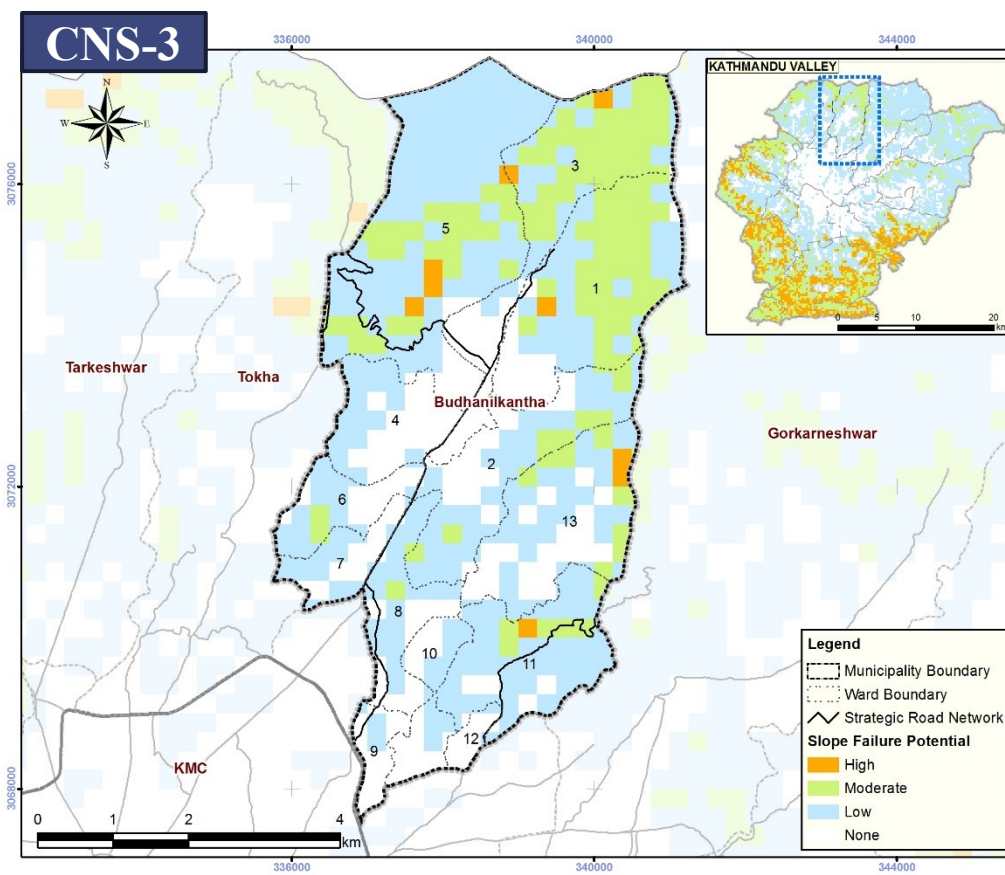 CNS-3
336000
340000
344000
KATHMANDU VALLEY
0 5 10 20
km
N
W E
S
3076000
3
5
1
Tarkeshwar
Tokha
Budhanilkantha
Gorkarneshwar
4
2
3072000
6
13
7
8
10
11
12
9
KMC
3068000
0 1 2 4
km
Legend
Municipality Boundary
Ward Boundary
Strategic Road Network
Slope Failure Potential
High
Moderate
Low
None
336000
340000
344000